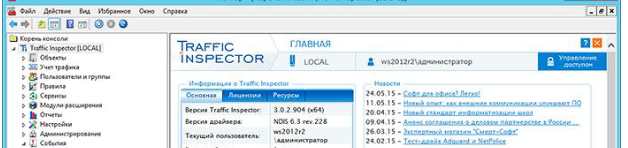 Файл Действие Вид Избранное Окно Справка
Корень консоли
Traffic Inspector [LOCAL]
Объекты
Учет трафика
Пользователи и группы
Правила
Сервисы
Модули расширения
Отчеты
Настройки
Администрирование
События
TRAFFIC INSPECTOR
ГЛАВНАЯ
LOCAL
ws2012r2\администратор
Управление доступом
Информация о Traffic Inspector
Основная Лицензии Ресурсы
Версия Traffic Inspector: 3.0.2.904 (x64)
Версия драйвера: NDIS 6.3 rev.228
Текущий пользователь: ws2012r2\администратор
Новости
24.05.15 – Софт для офиса? Легко!
11.05.15 – Новый опыт: как внешние коммуникации улучшают ПО
20.04.15 – Новый стандарт информатизации школ
09.04.15 – Анонс соглашения о деловом партнерстве в России ...
26.03.15 – Экспертный магазин "Смарт-Софт"
24.02.15 – Тест-драйв Adguard и NetPolice